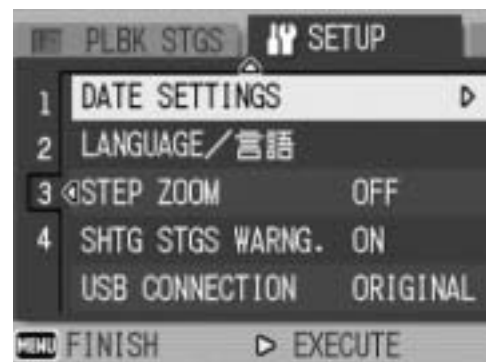 PLBK STGS SETUP
1 DATE SETTINGS
2 LANGUAGE/言語
3 STEP ZOOM OFF
4 SHTG STGS WARNG. ON
USB CONNECTION ORIGINAL
MENU FINISH EXECUTE